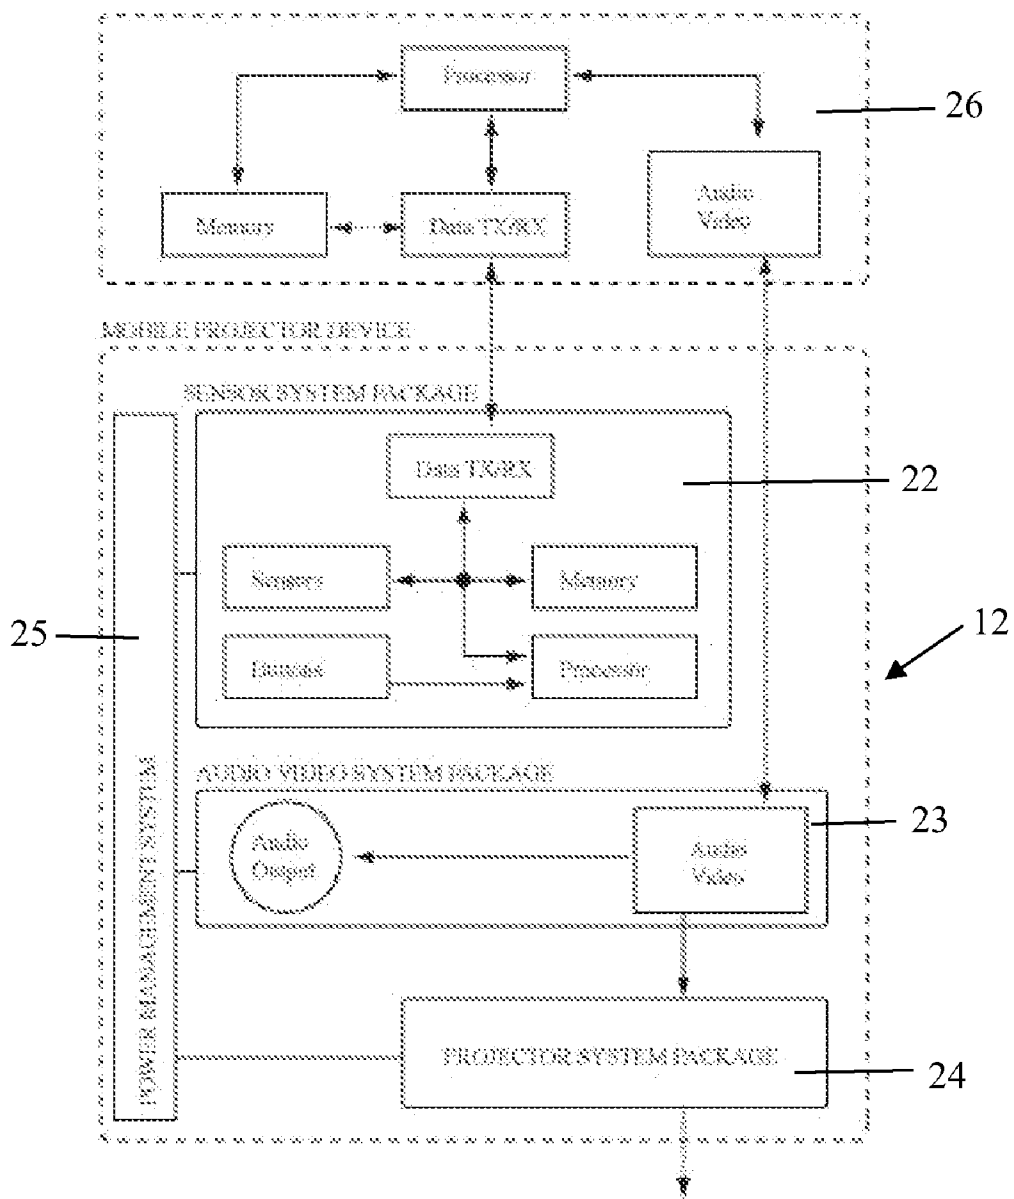 Processor
26
Audio
Video
Memory
Data TX/RX
MOBILE PROJECTOR DEVICE
SENSOR SYSTEM PACKAGE
Data TX/RX
22
Sensors
Memory
25
12
Buttons
Processor
AUDIO VIDEO SYSTEM PACKAGE
23
Audio
Output
Audio
Video
POWER MANAGEMENT SYSTEM
PROJECTOR SYSTEM PACKAGE
24